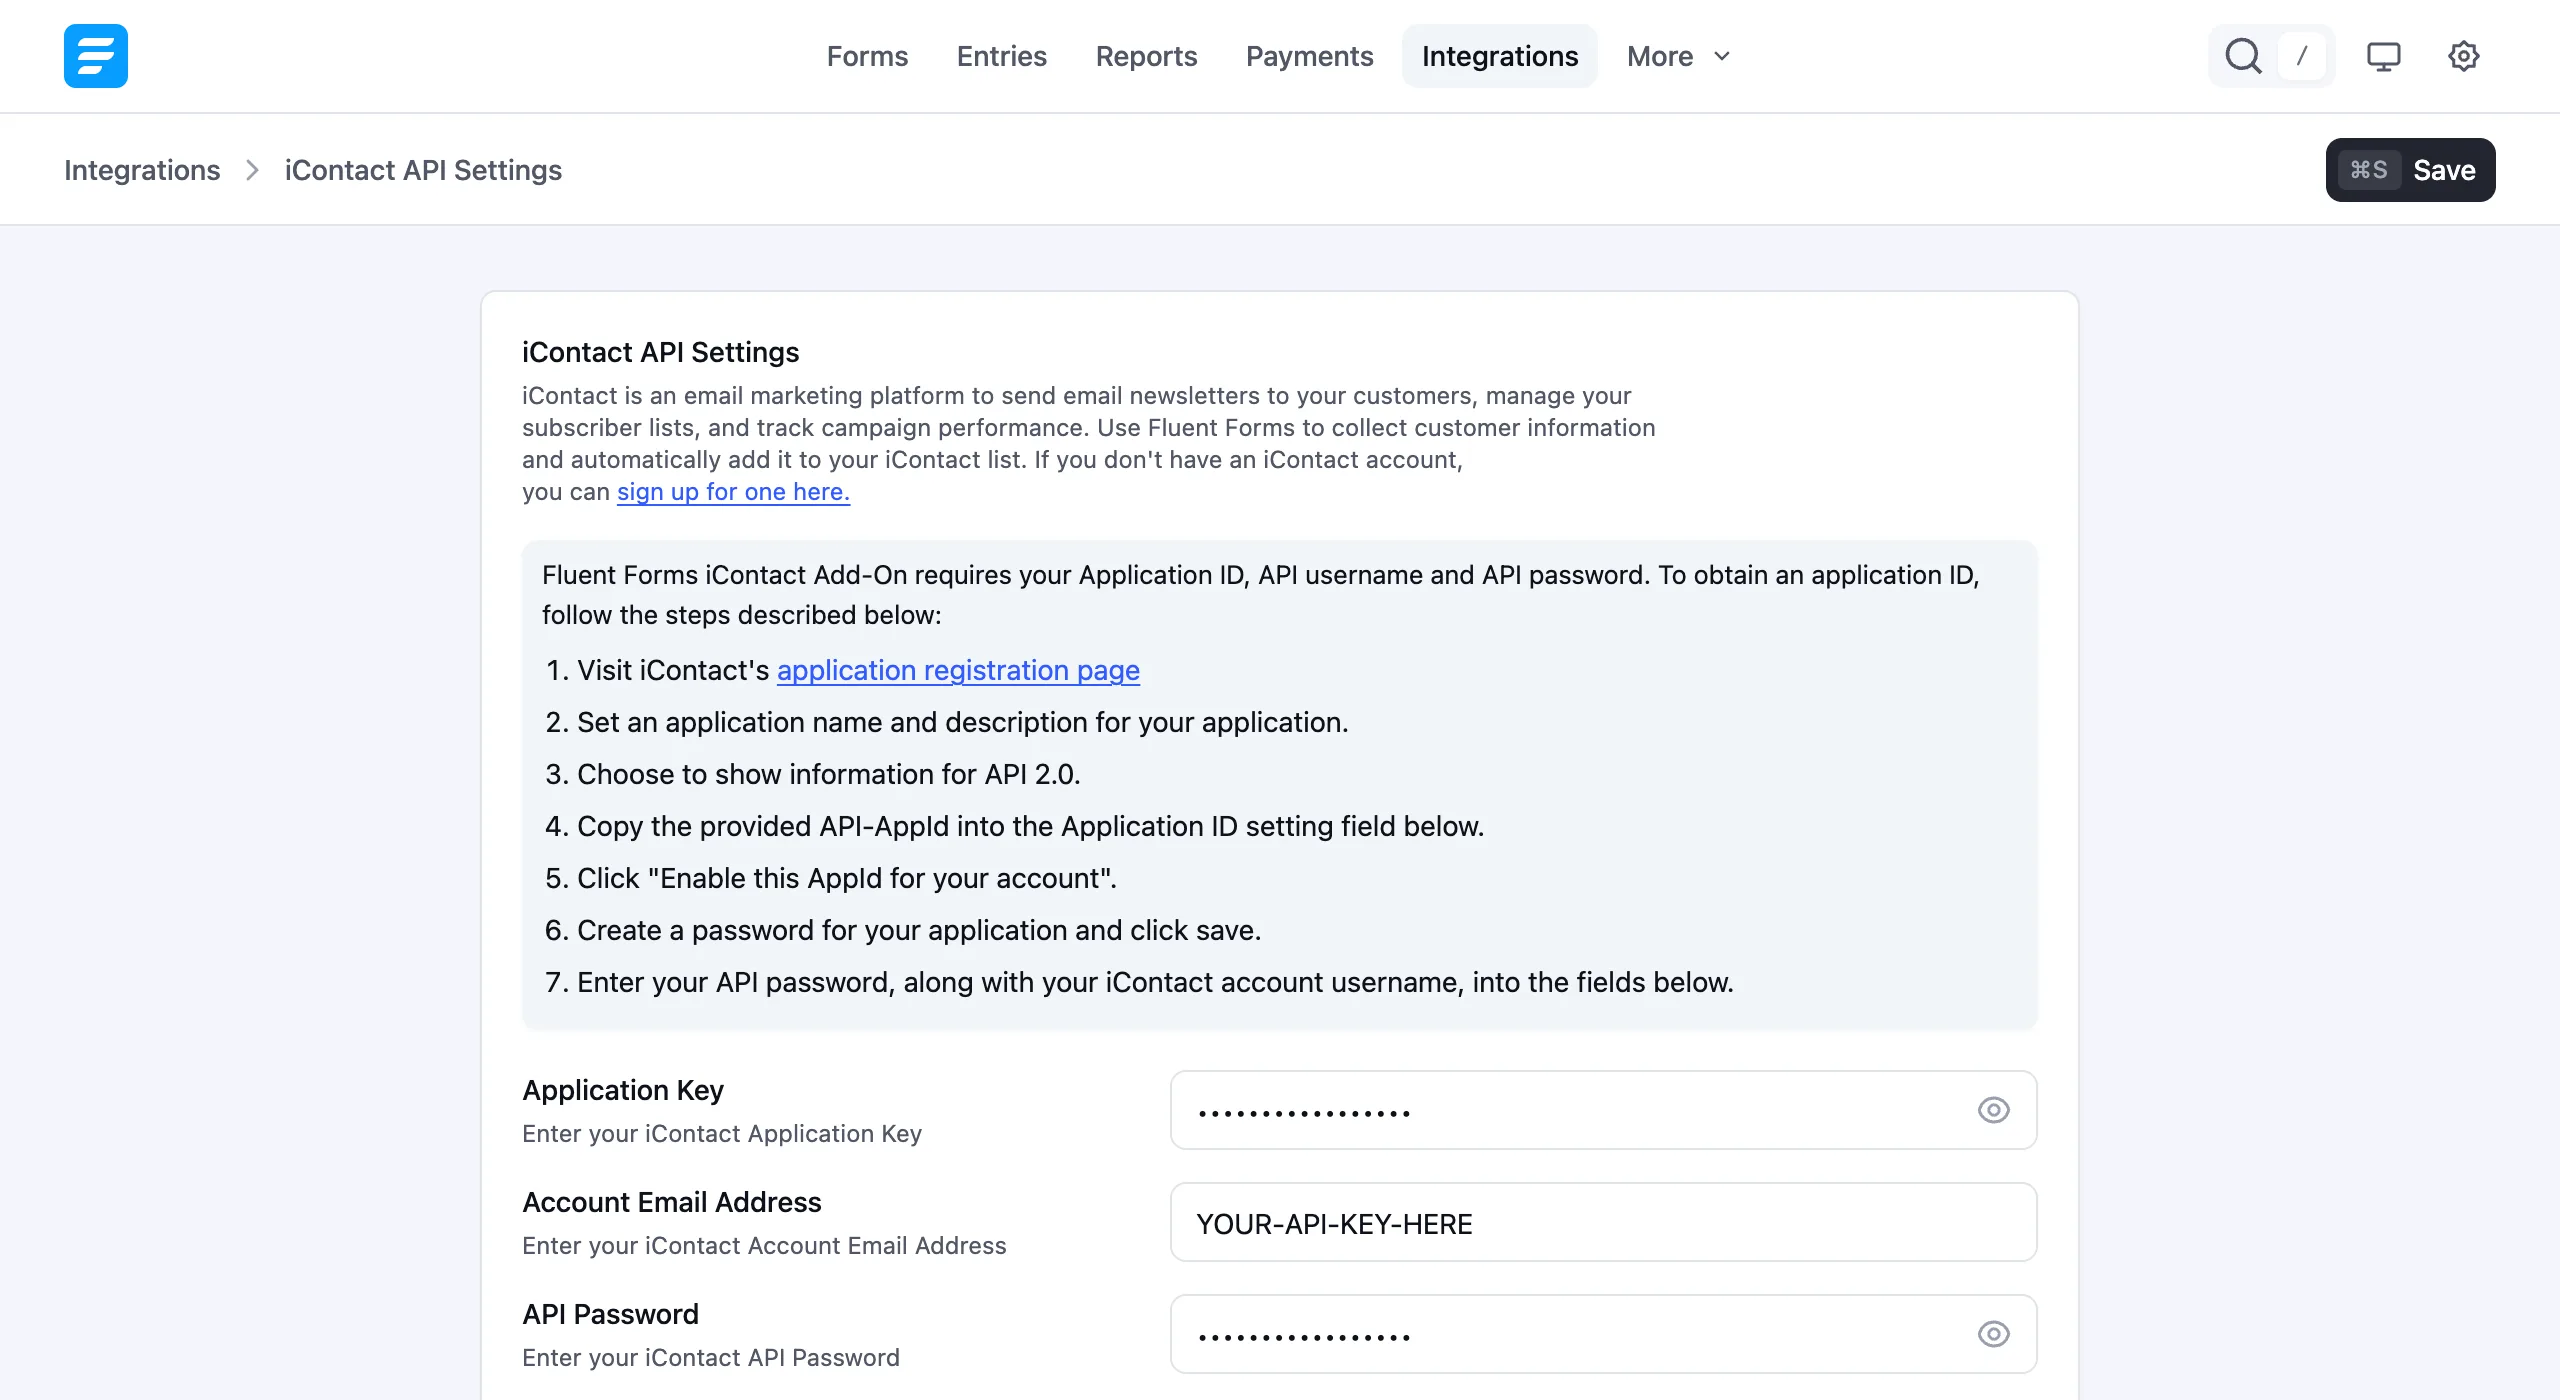 Forms Entries Reports Payments Integrations More /
Integrations iContact API Settings ⌘S Save
iContact API Settings
iContact is an email marketing platform to send email newsletters to your customers, manage your
subscriber lists, and track campaign performance. Use Fluent Forms to collect customer information
and automatically add it to your iContact list. If you don't have an iContact account,
you can sign up for one here.
Fluent Forms iContact Add-On requires your Application ID, API username and API password. To obtain an application ID,
follow the steps described below:
1. Visit iContact's application registration page
2. Set an application name and description for your application.
3. Choose to show information for API 2.0.
4. Copy the provided API-AppId into the Application ID setting field below.
5. Click "Enable this AppId for your account".
6. Create a password for your application and click save.
7. Enter your API password, along with your iContact account username, into the fields below.
Application Key
Enter your iContact Application Key
•••••••••••••••••
Account Email Address
Enter your iContact Account Email Address
YOUR-API-KEY-HERE
API Password
Enter your iContact API Password
•••••••••••••••••